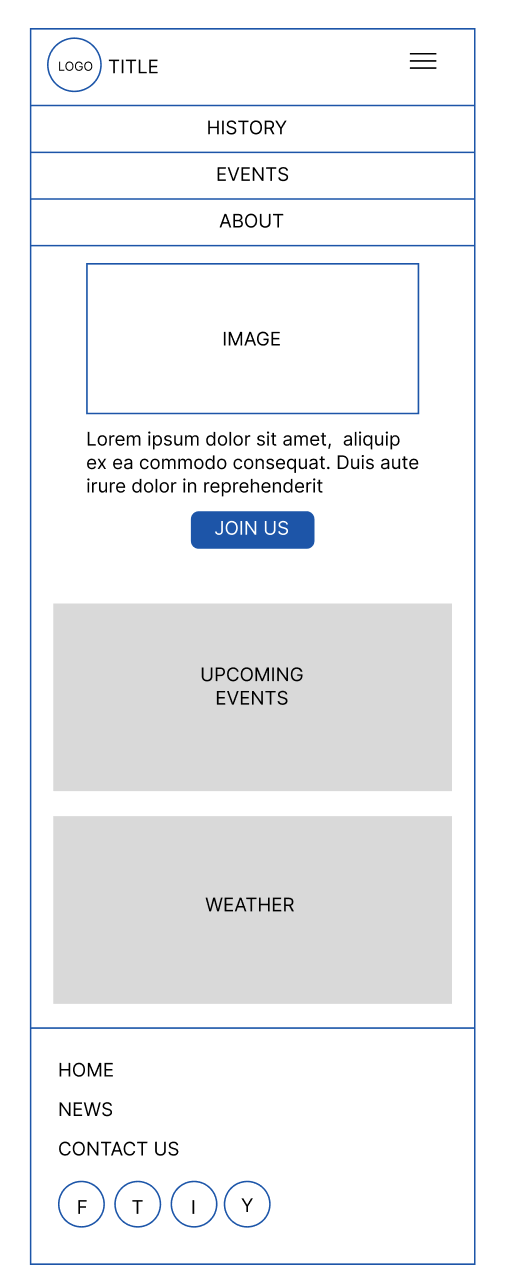 LOGO TITLE
HISTORY
EVENTS
ABOUT
IMAGE
Lorem ipsum dolor sit amet,  aliquip
ex ea commodo consequat. Duis aute
irure dolor in reprehenderit
JOIN US
UPCOMING
EVENTS
WEATHER
HOME
NEWS
CONTACT US
F T I Y